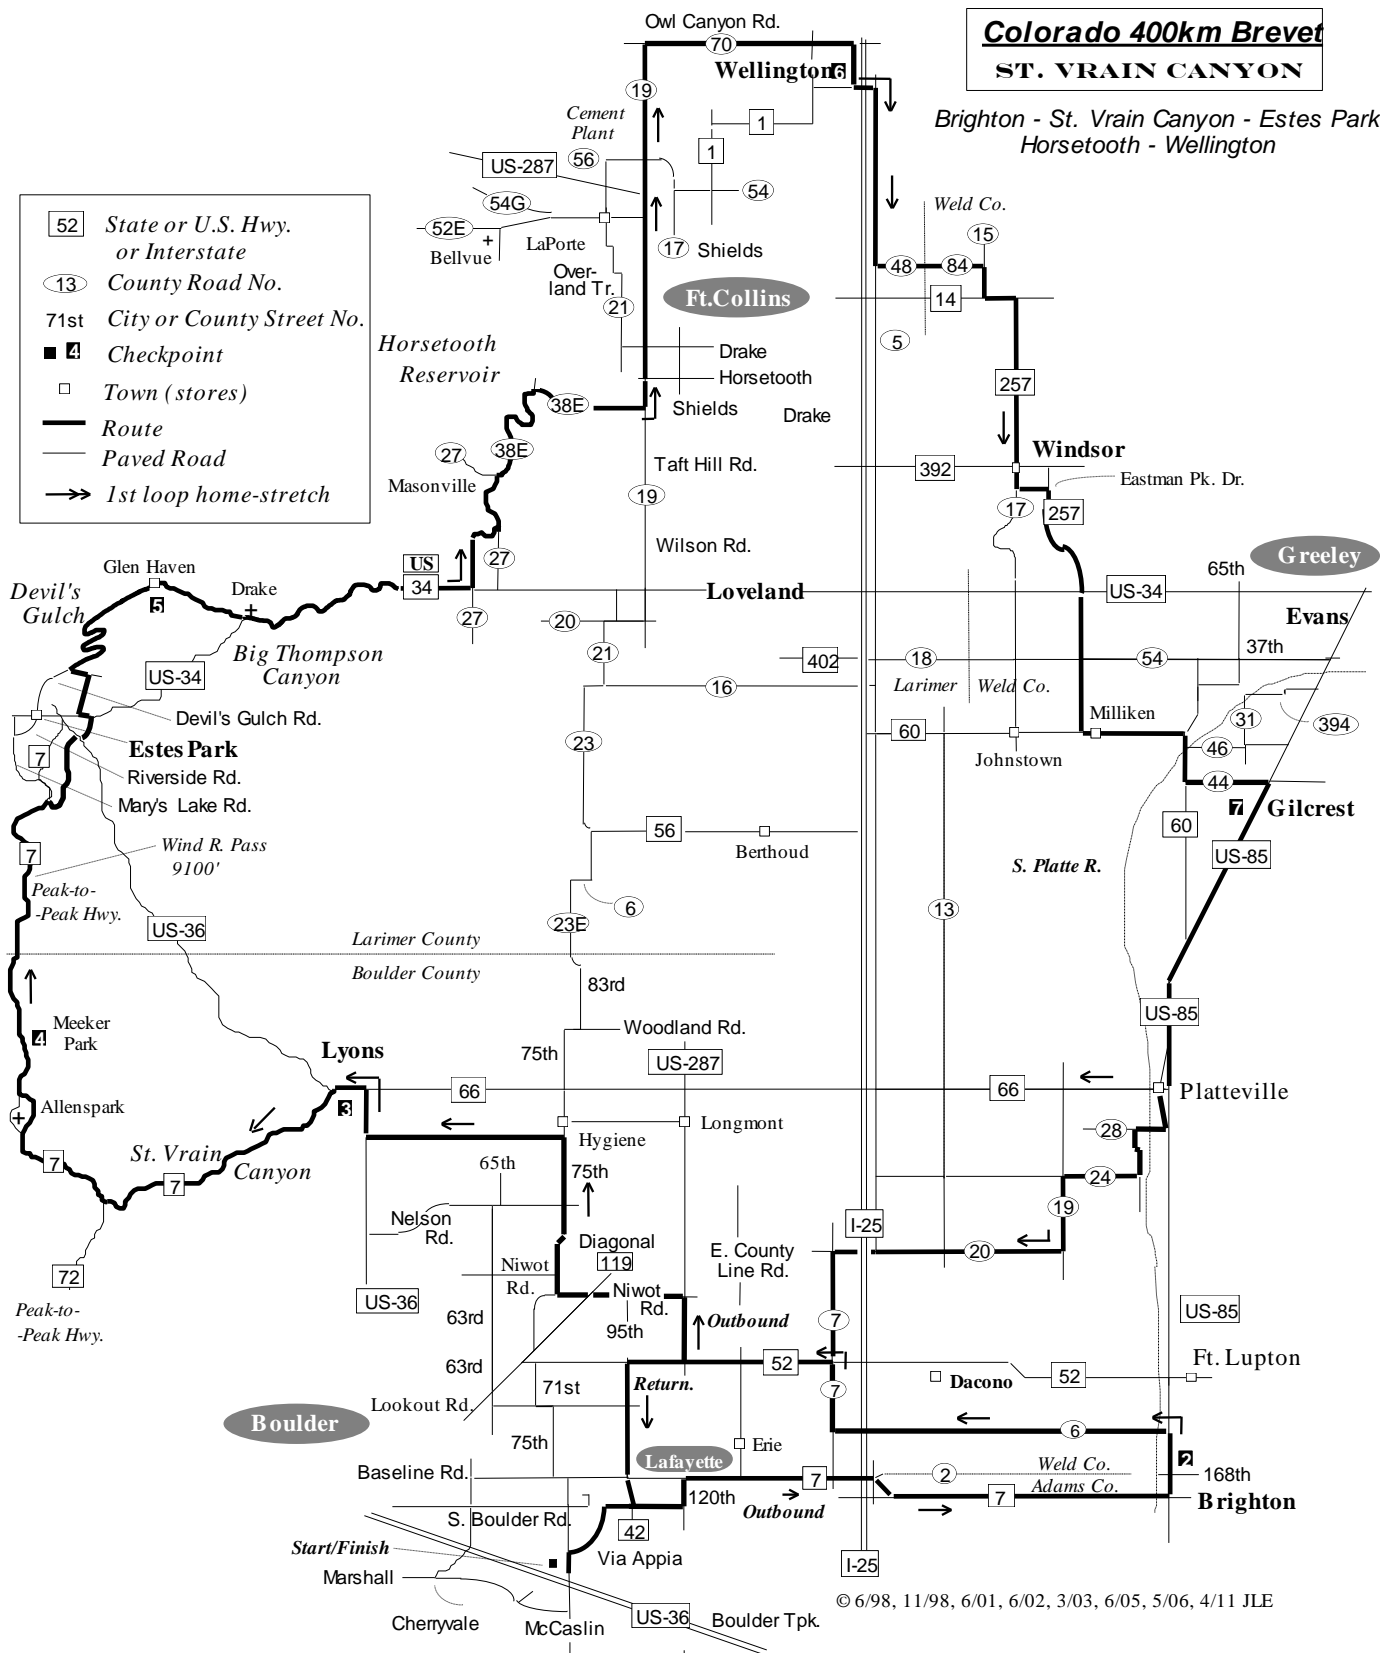 Owl Canyon Rd.
70
Colorado 400km Brevet
ST. VRAIN CANYON
Wellington 6
19
Cement
Plant
1
Brighton - St. Vrain Canyon - Estes Park
Horsetooth - Wellington
56
US-287
1
54
54G
52E
Bellvue
LaPorte
17 Shields
Over-
land Tr.
21
Ft.Collins
Weld Co.
15
48
84
14
5
52 State or U.S. Hwy.
or Interstate
13 County Road No.
71st City or County Street No.
4 Checkpoint
Town (stores)
Route
Paved Road
1st loop home-stretch
Horsetooth
Reservoir
Drake
Horsetooth
38E
Shields
Drake
257
27
38E
Masonville
Taft Hill Rd.
19
Windsor
392
Eastman Pk. Dr.
17
257
Wilson Rd.
27
Greeley
65th
Glen Haven
5
Devil's
Gulch
Drake
US
34
Loveland
US-34
Evans
27
20
21
Big Thompson
Canyon
US-34
402
18
54
37th
Larimer
Weld Co.
16
Devil's Gulch Rd.
Estes Park
7
Riverside Rd.
Mary's Lake Rd.
23
60
Milliken
Johnstown
31
394
46
44
7 Gilcrest
60
US-85
7
Wind R. Pass
9100'
Peak-to-
-Peak Hwy.
56
Berthoud
S. Platte R.
6
13
23E
US-36
Larimer County
Boulder County
83rd
US-85
Meeker
Park
4
Woodland Rd.
75th
US-287
Lyons
66
66
Platteville
3
Allenspark
Hygiene
Longmont
28
St. Vrain
Canyon
7
7
65th
75th
24
19
Nelson
Rd.
Diagonal
119
E. County
Line Rd.
I-25
20
72
Niwot
Rd.
Niwot
Rd.
US-36
Peak-to-
-Peak Hwy.
63rd
95th
Outbound
7
US-85
63rd
52
Ft. Lupton
71st
Return.
7
Dacono
52
Lookout Rd.
Boulder
75th
6
Erie
Lafayette
2
Baseline Rd.
7
2
Weld Co.
Adams Co.
168th
120th
Outbound
7
Brighton
S. Boulder Rd.
42
Via Appia
Start/Finish
I-25
Marshall
© 6/98, 11/98, 6/01, 6/02, 3/03, 6/05, 5/06, 4/11 JLE
Cherryvale
McCaslin
US-36
Boulder Tpk.